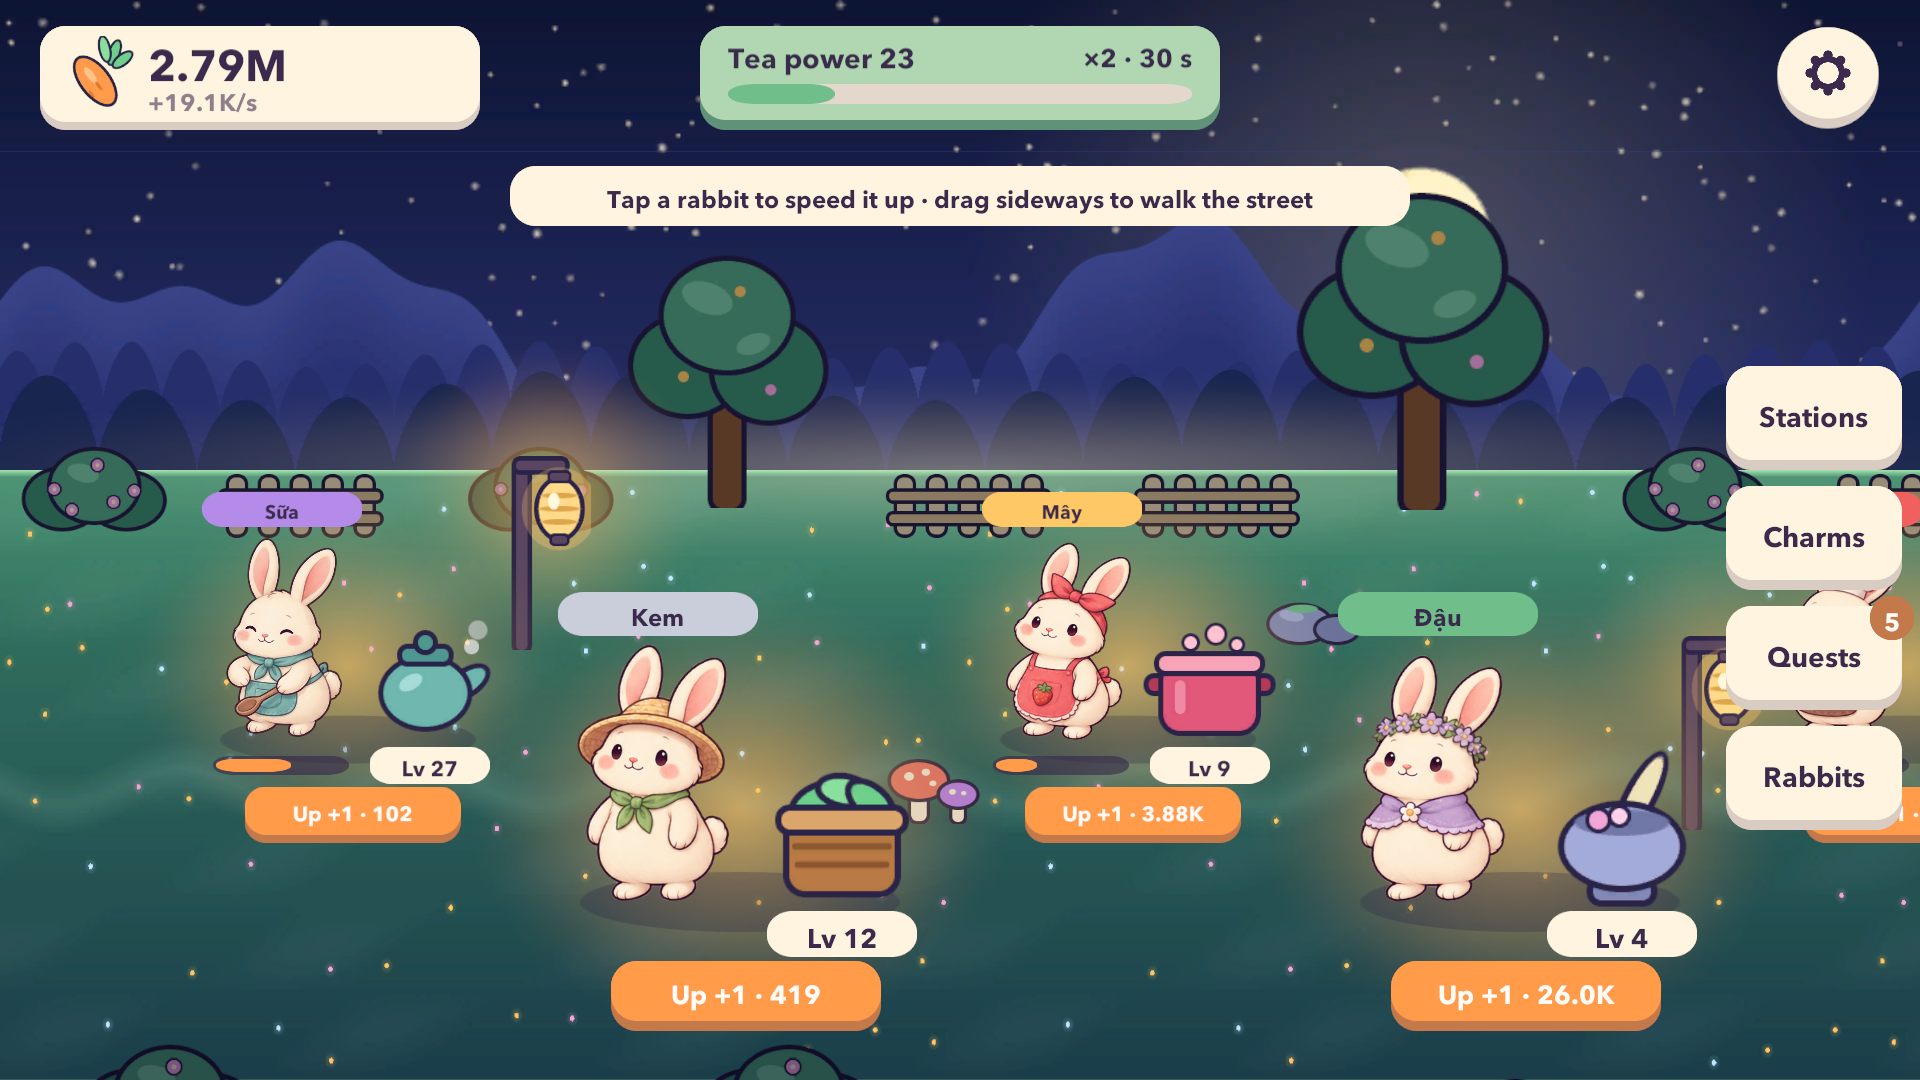 2.79M
+19.1K/s
Tea power 23
×2 · 30 s
Tap a rabbit to speed it up · drag sideways to walk the street
Stations
Charms
5
Quests
Rabbits
Sữa
Lv 27
Up +1 · 102
Kem
Lv 12
Up +1 · 419
Mây
Lv 9
Up +1 · 3.88K
Đậu
Lv 4
Up +1 · 26.0K